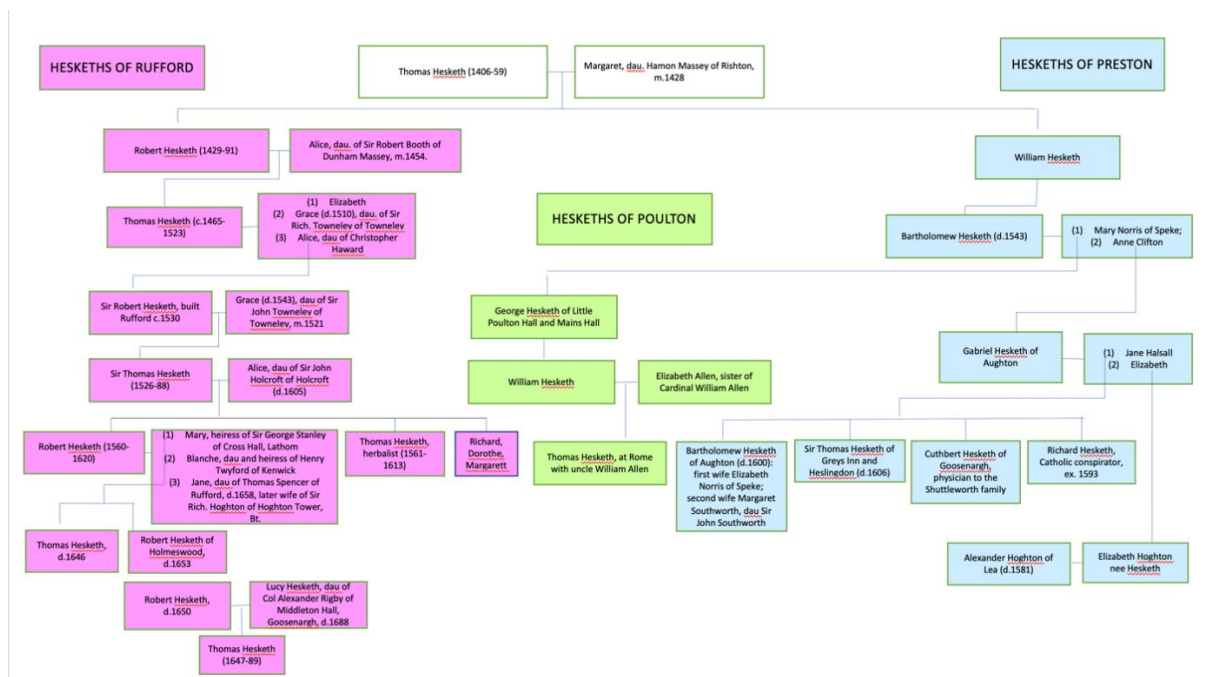 HESKETHS OF RUFFORD
Thomas Hesketh (1406-59)
Margaret, dau. Hamon Massey of Rishton,
m.1428
HESKETHS OF PRESTON
Robert Hesketh (1429-91)
Alice, dau. of Sir Robert Booth of
Dunham Massey, m.1454.
William Hesketh
Thomas Hesketh (c.1465-
1523)
(1) Elizabeth
(2) Grace (d.1510), dau. of Sir
Rich. Towneley of Towneley
(3) Alice, dau of Christopher
Haward
HESKETHS OF POULTON
Bartholomew Hesketh (d.1543)
(1) Mary Norris of Speke;
(2) Anne Clifton
Sir Robert Hesketh, built
Rufford c.1530
Grace (d.1543), dau of Sir
John Towneley of
Towneley, m.1521
George Hesketh of Little
Poulton Hall and Mains Hall
Gabriel Hesketh of
Aughton
(1) Jane Halsall
(2) Elizabeth
Sir Thomas Hesketh
(1526-88)
Alice, dau of Sir John
Holcroft of Holcroft
(d.1605)
William Hesketh
Elizabeth Allen, sister of
Cardinal William Allen
Robert Hesketh (1560-
1620)
(1) Mary, heiress of Sir George Stanley
of Cross Hall, Lathom
(2) Blanche, dau and heiress of Henry
Twyford of Kenwick
(3) Jane, dau of Thomas Spencer of
Rufford, d.1658, later wife of Sir
Rich. Hoghton of Hoghton Tower,
Bt.
Thomas Hesketh,
herbalist (1561-
1613)
Richard,
Dorothe,
Margarett
Thomas Hesketh, at Rome
with uncle William Allen
Bartholomew Hesketh
of Aughton (d.1600):
first wife Elizabeth
Norris of Speke;
second wife Margaret
Southworth, dau Sir
John Southworth
Sir Thomas Hesketh of
Greys Inn and
Heslingdon (d.1606)
Cuthbert Hesketh of
Goosenargh,
physician to the
Shuttleworth family
Richard Hesketh,
Catholic conspirator,
ex. 1593
Thomas Hesketh,
d.1646
Robert Hesketh of
Holmeswood,
d.1653
Alexander Hoghton of
Lea (d.1581)
Elizabeth Hoghton
nee Hesketh
Robert Hesketh,
d.1650
Lucy Hesketh, dau of
Col Alexander Rigby of
Middleton Hall,
Goosenargh, d.1688
Thomas Hesketh
(1647-89)